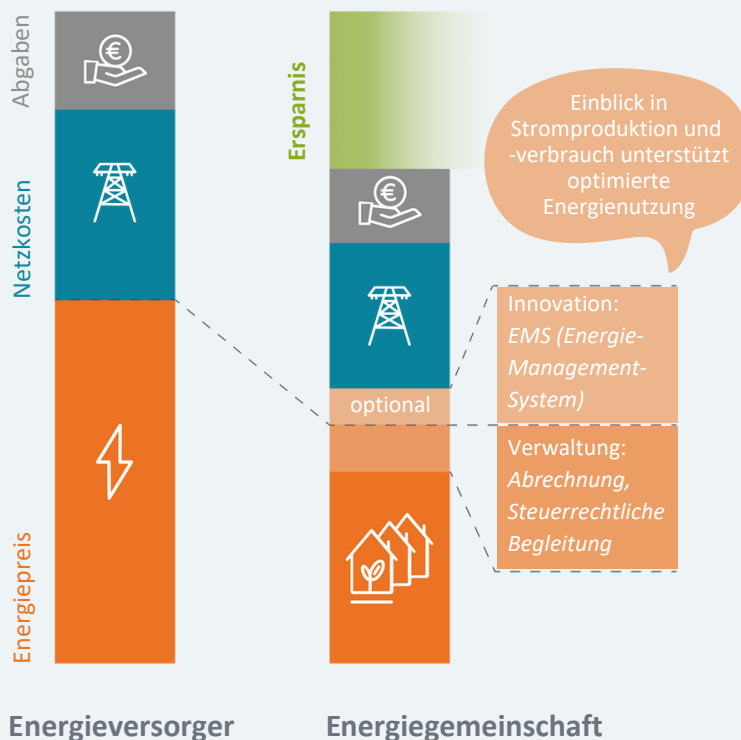 Abgaben
Netzkosten
Energiepreis
€
Ersparnis
€
optional
Einblick in
Stromproduktion und
-verbrauch unterstützt
optimierte
Energienutzung
Innovation:
EMS (Energie-
Management-
System)
Verwaltung:
Abrechnung,
Steuerrechtliche
Begleitung
Energieversorger
Energiegemeinschaft